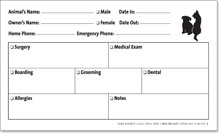 Animal's Name: ☐ Male Date In:
Owner's Name: ☐ Female Date Out:
Home Phone: Emergency Phone:
☐ Surgery ☐ Medical Exam
☐ Boarding ☐ Grooming ☐ Dental
☐ Allergies ☐ Notes